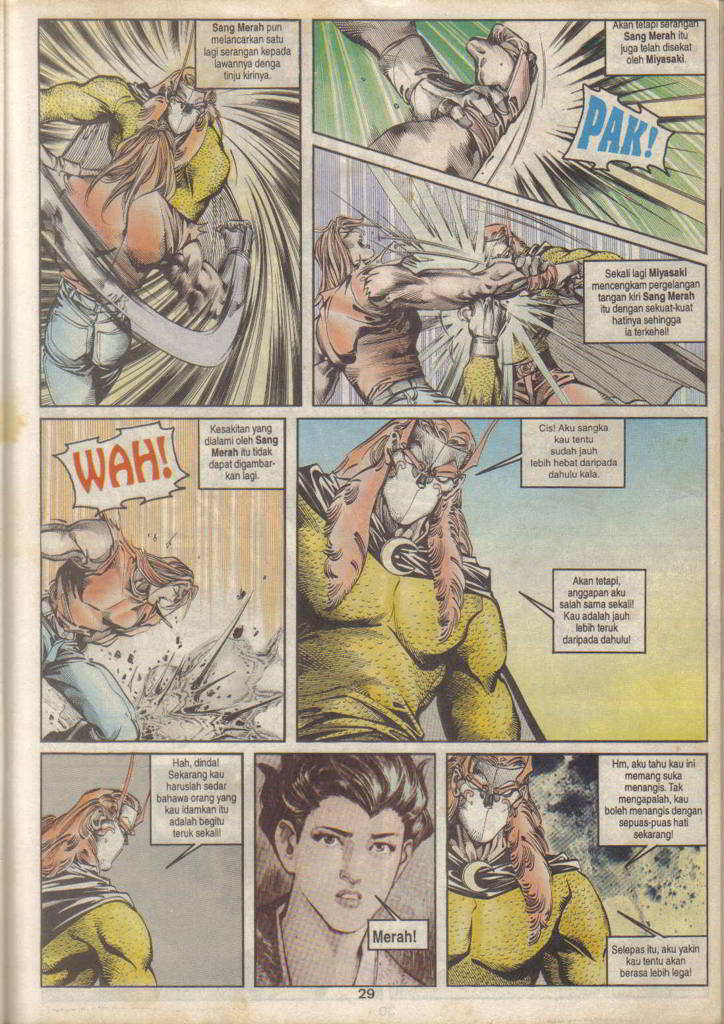 Sang Merah pun
melancarkan satu
lagi serangan kepada
lawannya denga
tinju kirinya.
Akan tetapi serangan
Sang Merah itu
juga telah disekat
oleh Miyasaki.
PAK!
Sekali lagi Miyasaki
mencengkam pergelangan
tangan kiri Sang Merah
itu dengan sekuat-kuat
hatinya sehingga
ia terkehel!
WAH!
Kesakitan yang
dialami oleh Sang
Merah itu tidak
dapat digambar-
kan lagi.
Cis! Aku sangka
kau tentu
sudah jauh
lebih hebat daripada
dahulu kala.
Akan tetapi,
anggapan aku
salah sama sekali!
Kau adalah jauh
lebih teruk
daripada dahulu!
Hah, dinda!
Sekarang kau
haruslah sedar
bahawa orang yang
kau idamkan itu
adalah begitu
teruk sekali!
Merah!
Hm, aku tahu kau ini
memang suka
menangis. Tak
mengapalah, kau
boleh menangis dengan
sepuas-puas hati
sekarang!
Selepas itu, aku yakin
kau tentu akan
berasa lebih lega!
29